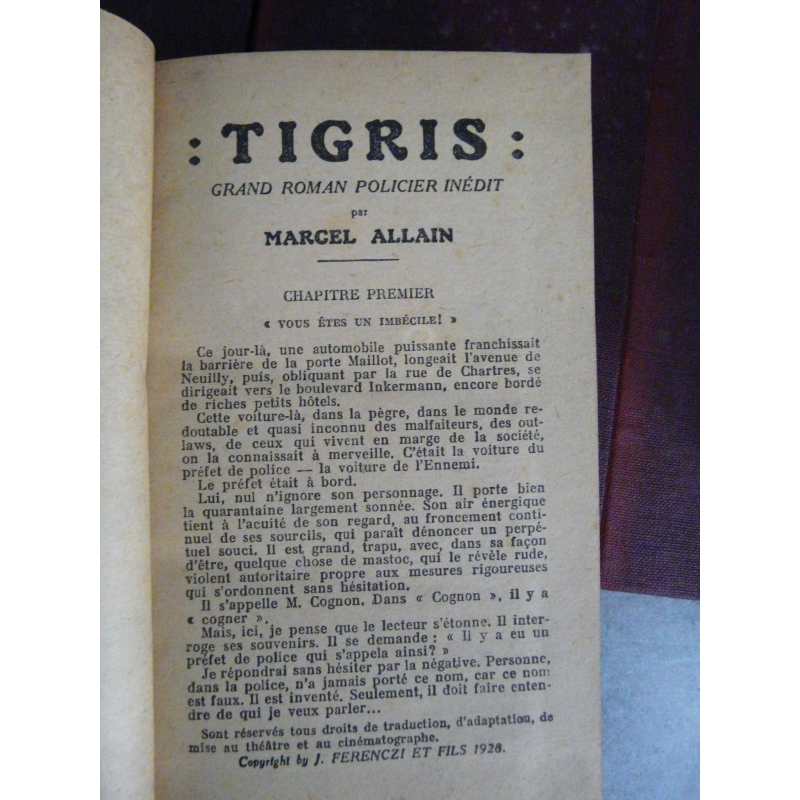 : TIGRIS :
GRAND ROMAN POLICIER INÉDIT
par
MARCEL ALLAIN
CHAPITRE PREMIER
« VOUS ÊTES UN IMBÉCILE! »
Ce jour-là, une automobile puissante franchissait
la barrière de la porte Maillot, longeait l'avenue de
Neuilly, puis, obliquant par la rue de Chartres, se
dirigeait vers le boulevard Inkermann, encore bordé
de riches petits hôtels.
Cette voiture-là, dans la pègre, dans le monde re-
doutable et quasi inconnu des malfaiteurs, des out-
laws, de ceux qui vivent en marge de la société,
on la connaissait à merveille. C'était la voiture du
préfet de police — la voiture de l'Ennemi.
Le préfet était à bord.
Lui, nul n'ignore son personnage. Il porte bien
la quarantaine largement sonnée. Son air énergique
tient à l'acuité de son regard, au froncement conti-
nuel de ses sourcils, qui paraît dénoncer un perpé-
tuel souci. Il est grand, trapu, avec, dans sa façon
d'être, quelque chose de mastoc, qui le révèle rude,
violent autoritaire propre aux mesures rigoureuses
qui s'ordonnent sans hésitation.
Il s'appelle M. Cognon. Dans « Cognon », il y a
« cogner ».
Mais, ici, je pense que le lecteur s'étonne. Il inter-
roge ses souvenirs. Il se demande : « Il y a eu un
préfet de police qui s'appela ainsi? »
Je répondrai sans hésiter par la négative. Personne,
dans la police, n'a jamais porté ce nom, car ce nom
est faux. Il est inventé. Seulement, il doit faire enten-
dre de qui je veux parler...
Sont réservés tous droits de traduction, d'adaptation, de
mise au théâtre et au cinématographe.
Copyright by J. FERENCZI ET FILS 1928.